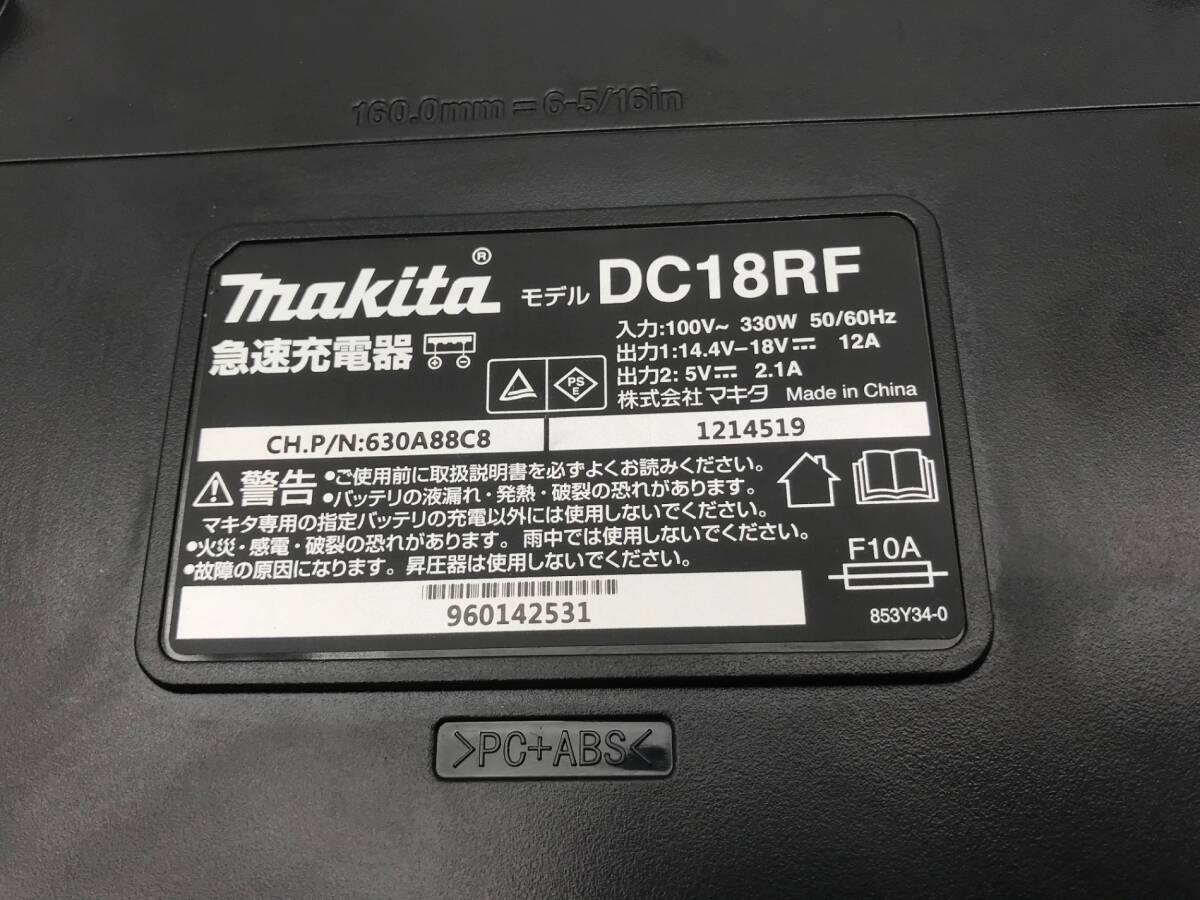 160.0mm = 6-5/16in
makita® モデル DC18RF
急速充電器
入力:100V~ 330W 50/60Hz
出力1:14.4V-18V⎓ 12A
出力2: 5V⎓ 2.1A
株式会社マキタ Made in China
PS
E
CH.P/N:630A88C8
1214519
警告 •ご使用前に取扱説明書を必ずよくお読みください。
•バッテリの液漏れ・発熱・破裂の恐れがあります。
マキタ専用の指定バッテリの充電以外には使用しないでください。
•火災・感電・破裂の恐れがあります。雨中では使用しないでください。
•故障の原因になります。昇圧器は使用しないでください。
F10A
960142531
853Y34-0
>PC+ABS<